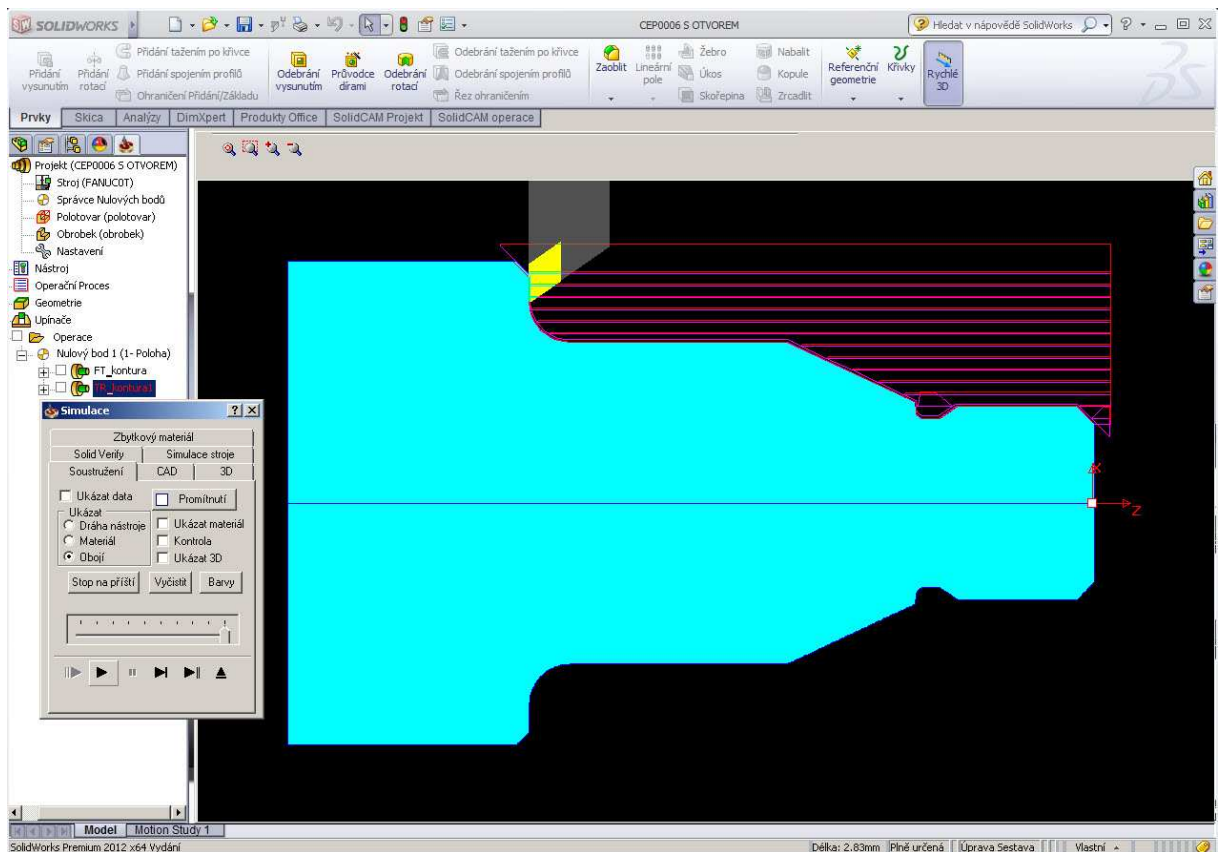 SOLIDWORKS
CEP0006 S OTVOREM
Hledat v nápovědě SolidWorks
Přidání vysunutím
Přidání rotací
Přidání tažením po křivce
Přidání spojením profilů
Ohraničení Přidání/Základu
Odebrání vysunutím
Průvodce dírami
Odebrání rotací
Odebrání tažením po křivce
Odebrání spojením profilů
Řez ohraničením
Zaoblit
Lineární pole
Žebro
Úkos
Skořepina
Nabalit
Kopule
Zrcadlit
Referenční geometrie
Křivky
Rychlé 3D
Prvky Skica Analýzy DimXpert Produkty Office SolidCAM Projekt SolidCAM operace
Projekt (CEP0006 S OTVOREM)
Stroj (FANUC0T)
Správce Nulových bodů
Polotovar (polotovar)
Obrobek (obrobek)
Nastavení
Nástroj
Operační Proces
Geometrie
Upínače
Operace
Nulový bod 1 (1- Poloha)
FT_kontura
TR_kontura1
Simulace
Zbytkový materiál
Solid Verify Simulace stroje
Soustružení CAD 3D
Ukázat data Promítnutí
Ukázat
Dráha nástroje Ukázat materiál
Materiál Kontrola
Obojí Ukázat 3D
Stop na příští Vyčistit Barvy
X
Z
Model Motion Study 1
SolidWorks Premium 2012 x64 Vydání
Délka: 2.83mm Plně určená Úprava Sestava Vlastní